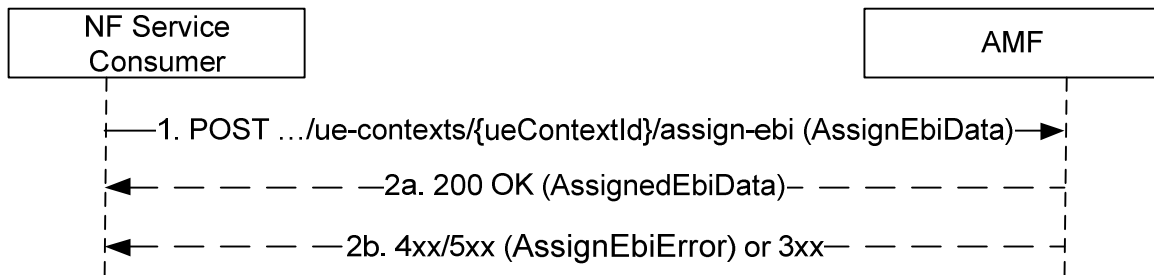 NF Service
Consumer
AMF
1. POST …/ue-contexts/{ueContextId}/assign-ebi (AssignEbiData)
2a. 200 OK (AssignedEbiData)
2b. 4xx/5xx (AssignEbiError) or 3xx